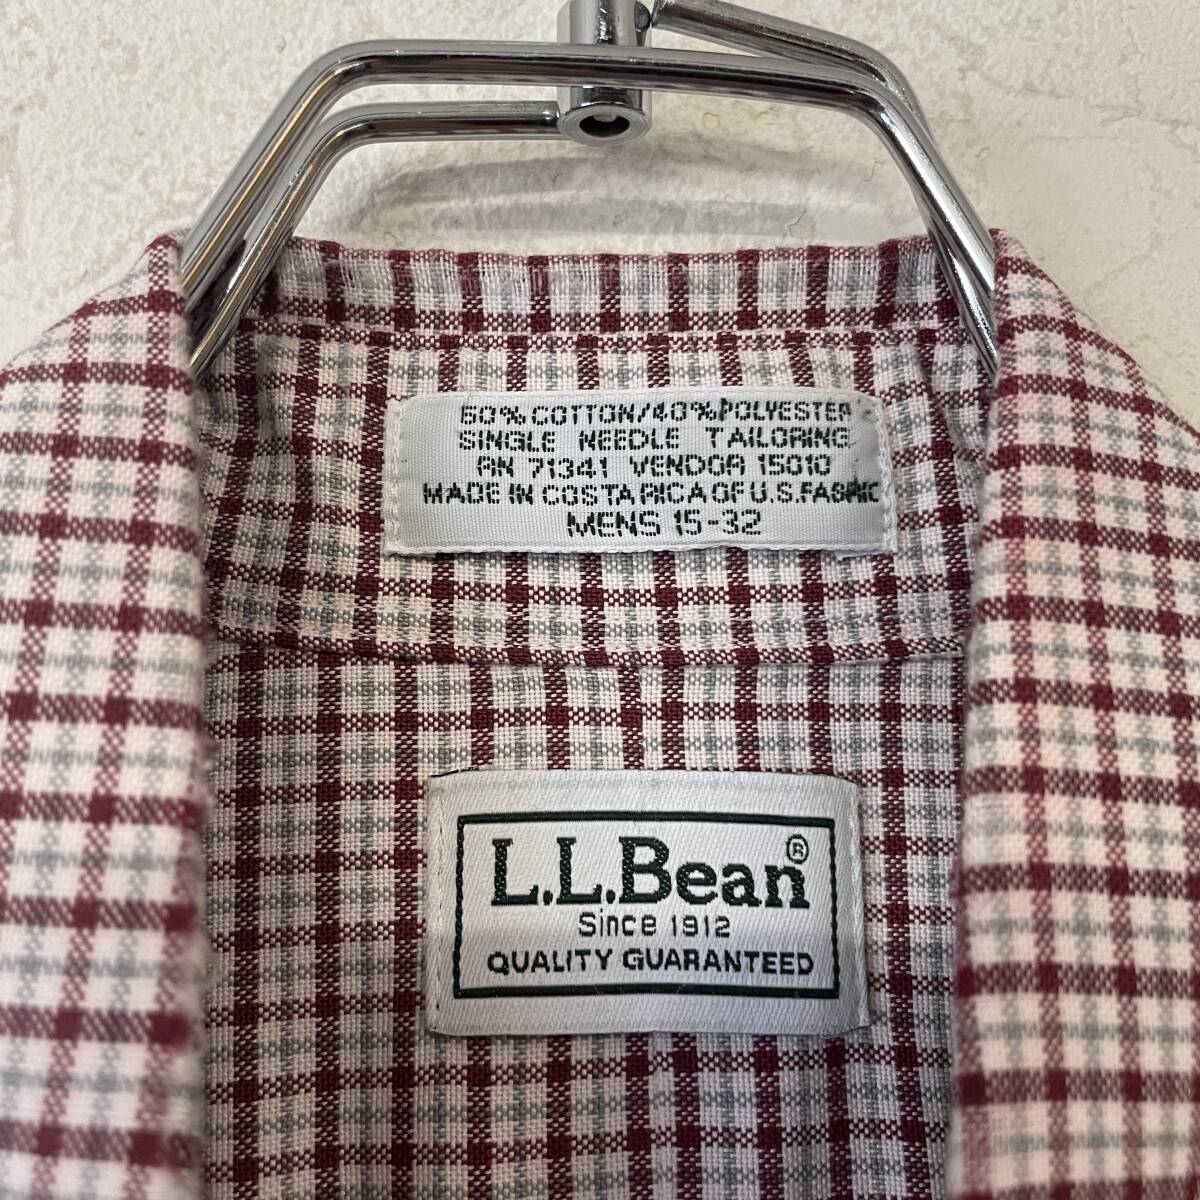 60% COTTON/40% POLYESTER
SINGLE NEEDLE TAILORING
RN 71341 VENDOR 15010
MADE IN COSTA RICA OF U.S. FABRIC
MENS 15-32
L.L.Bean®
Since 1912
QUALITY GUARANTEED